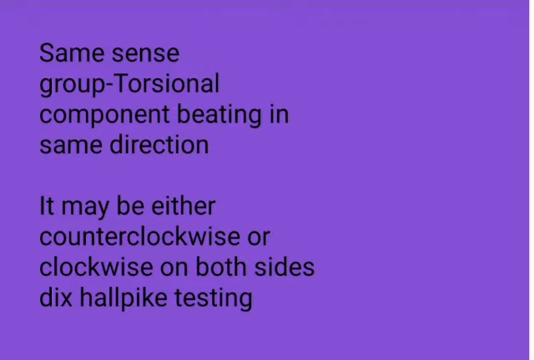 Same sense
group-Torsional
component beating in
same direction
It may be either
counterclockwise or
clockwise on both sides
dix hallpike testing